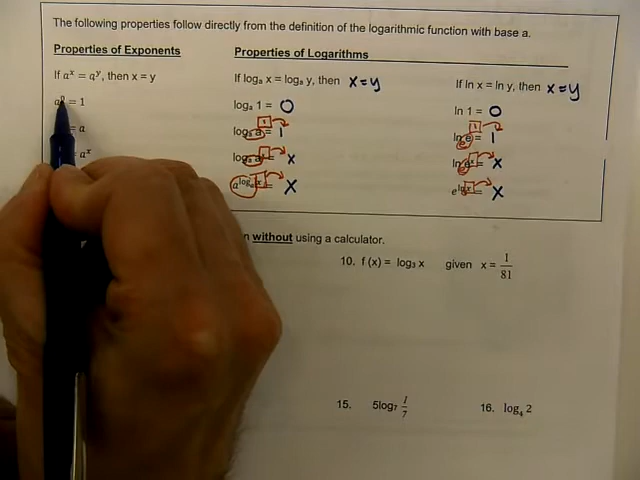 The following properties follow directly from the definition of the logarithmic function with base a.
Properties of Exponents
Properties of Logarithms
If aˣ = aʸ, then x = y
If logₐ x = logₐ y, then x = y
If ln x = ln y, then x = y
a⁰ = 1
logₐ 1 = 0
ln 1 = 0
= a
logₐ a¹ = 1
ln e¹ = 1
= aˣ
logₐ aˣ = x
ln eˣ = x
a^(logₐ x) = x
e^(ln x) = x
without using a calculator.
10. f (x) = log₃ x given x = 1/81
15. 5log₇ 1/7
16. log₄ 2